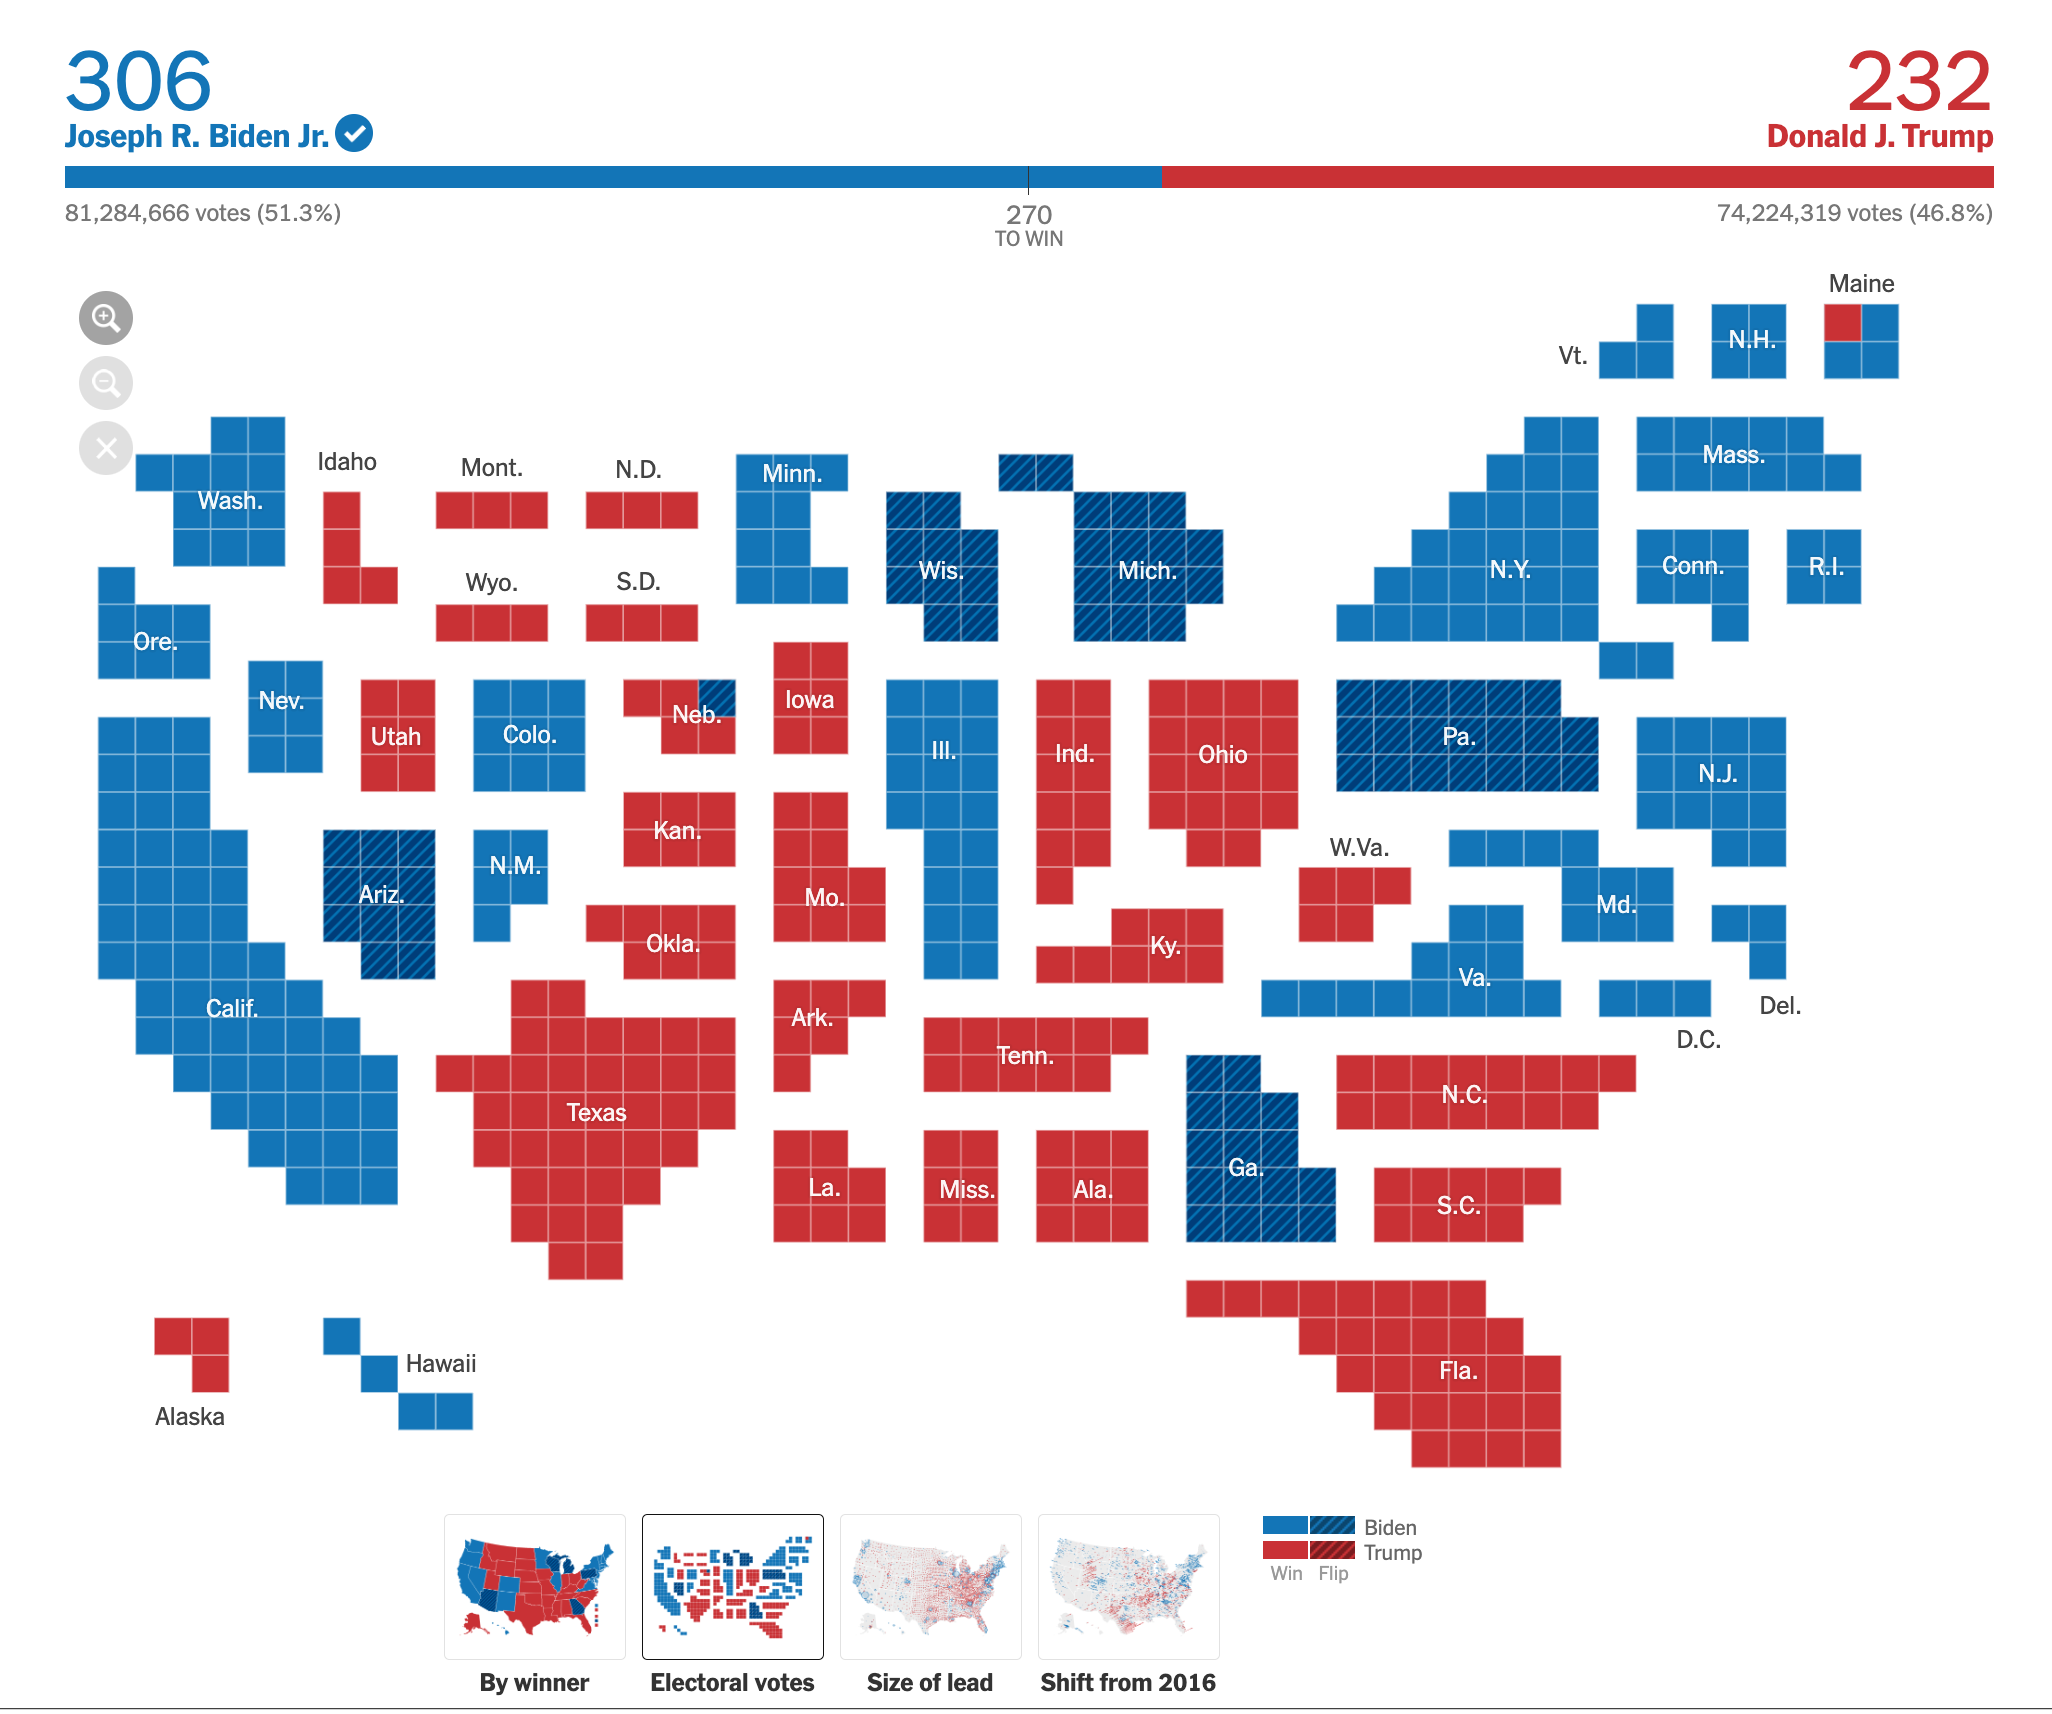 306
232
Joseph R. Biden Jr.
Donald J. Trump
81,284,666 votes (51.3%)
270
TO WIN
74,224,319 votes (46.8%)
Maine
Vt.
N.H.
Mass.
Idaho
Mont.
N.D.
Minn.
Wash.
Wis.
Mich.
N.Y.
Conn.
R.I.
Wyo.
S.D.
Ore.
Nev.
Utah
Colo.
Neb.
Iowa
Ill.
Ind.
Ohio
Pa.
N.J.
Kan.
W.Va.
Ariz.
N.M.
Mo.
Md.
Okla.
Ky.
Va.
Calif.
Ark.
Del.
D.C.
Tenn.
Texas
N.C.
La.
Miss.
Ala.
Ga.
S.C.
Hawaii
Fla.
Alaska
Biden
Trump
Win Flip
By winner
Electoral votes
Size of lead
Shift from 2016